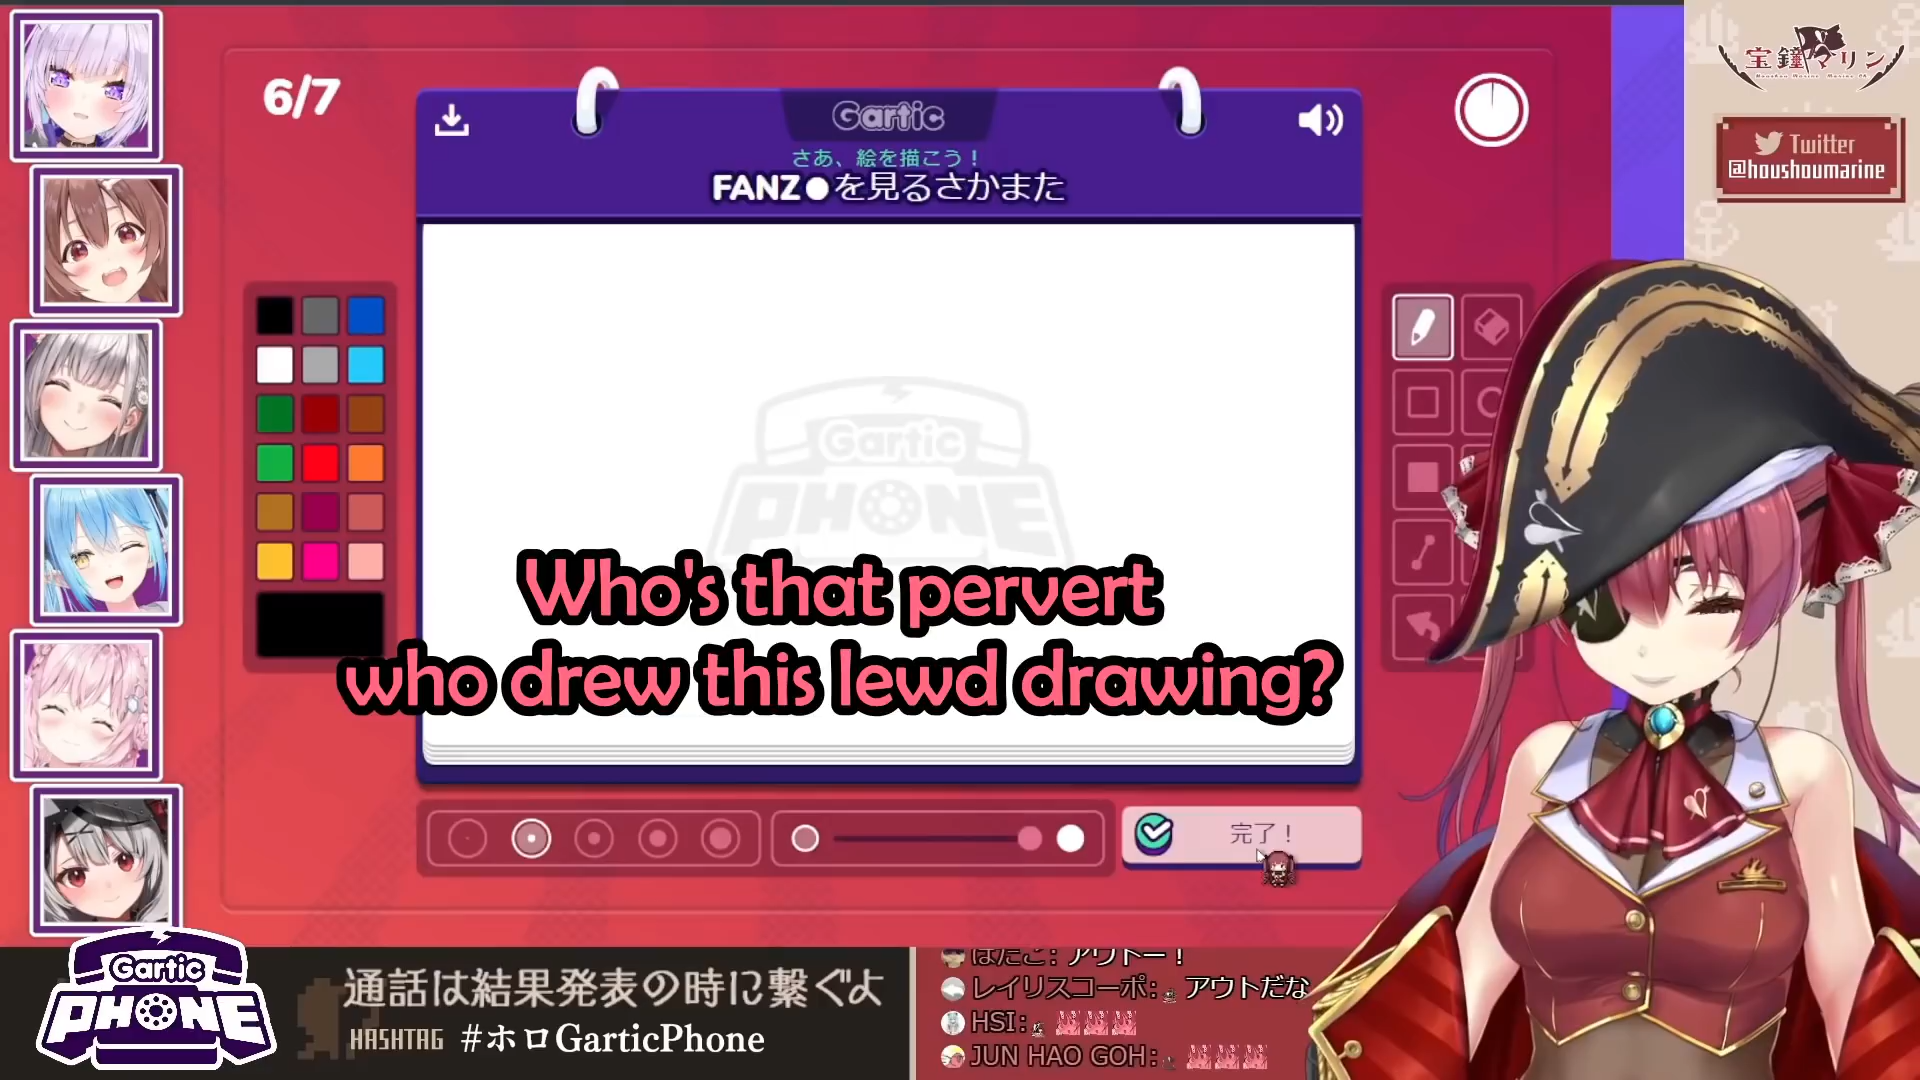 6/7
Gartic
さあ、絵を描こう！
FANZ●を見るさかまた
Gartic
PHONE
Who's that pervert
who drew this lewd drawing?
完了！
宝鐘マリン
Twitter
@houshoumarine
Gartic
PHONE
通話は結果発表の時に繋ぐよ
HASHTAG #ホロGarticPhone
アウトー！
レイリスコーポ: アウトだな
HSI:
JUN HAO GOH: